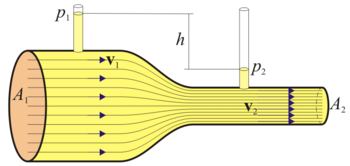 p₁
h
v₁
p₂
A₁
v₂
A₂